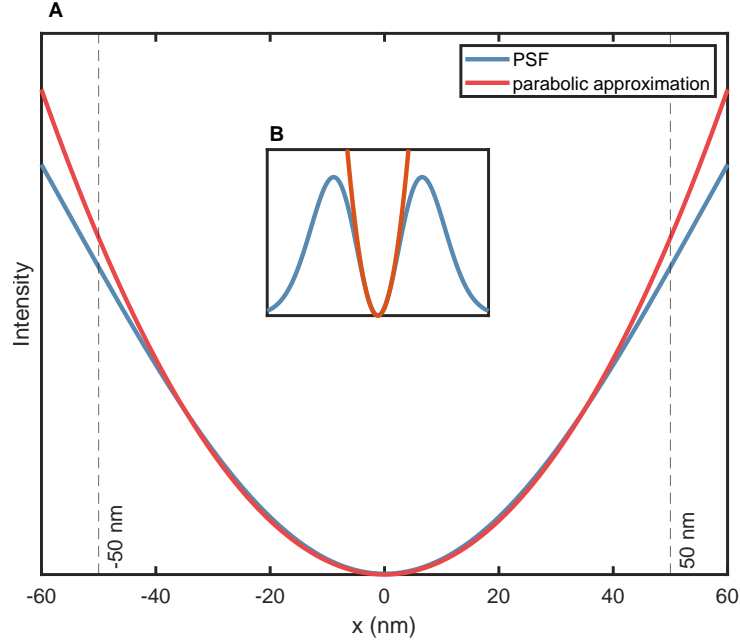 A
PSF
parabolic approximation
B
Intensity
-50 nm
50 nm
-60
-40
-20
0
20
40
60
x (nm)